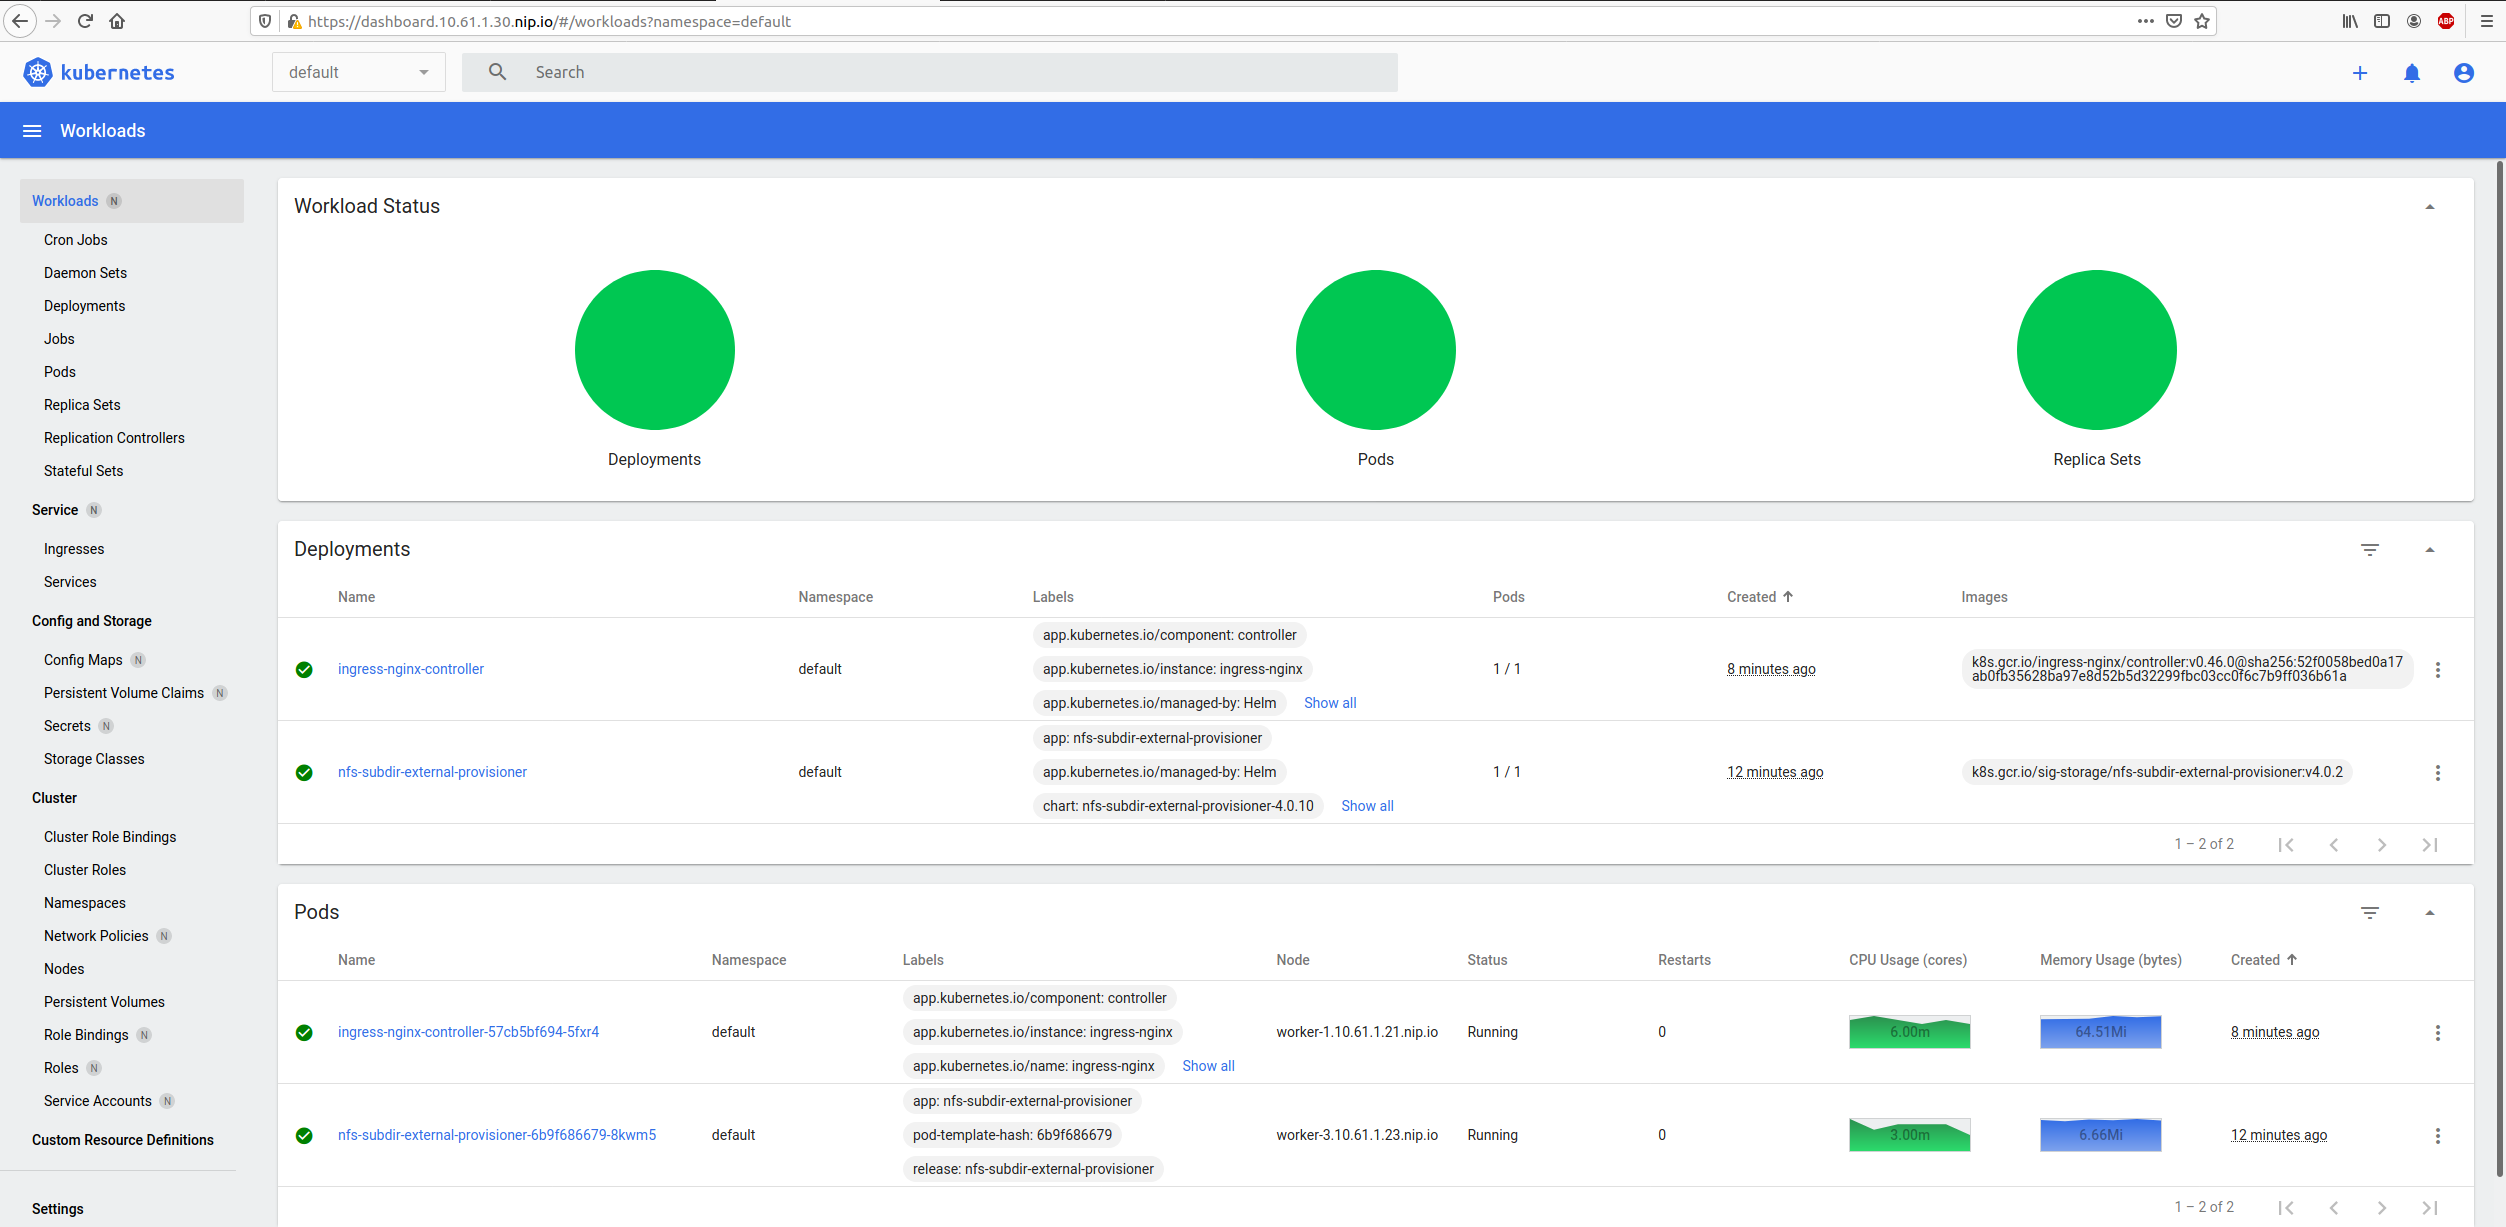 https://dashboard.10.61.1.30.nip.io/#/workloads?namespace=default
ABP
kubernetes
default
Search
Workloads
Workloads N
Cron Jobs
Daemon Sets
Deployments
Jobs
Pods
Replica Sets
Replication Controllers
Stateful Sets
Service N
Ingresses
Services
Config and Storage
Config Maps N
Persistent Volume Claims N
Secrets N
Storage Classes
Cluster
Cluster Role Bindings
Cluster Roles
Namespaces
Network Policies N
Nodes
Persistent Volumes
Role Bindings N
Roles N
Service Accounts N
Custom Resource Definitions
Settings
Workload Status
Deployments Pods Replica Sets
Deployments
Name Namespace Labels Pods Created Images
app.kubernetes.io/component: controller
ingress-nginx-controller default app.kubernetes.io/instance: ingress-nginx 1 / 1 8 minutes ago k8s.gcr.io/ingress-nginx/controller:v0.46.0@sha256:52f0058bed0a17
ab0fb35628ba97e8d52b5d32299fbc03cc0f6c7b9ff036b61a
app.kubernetes.io/managed-by: Helm Show all
app: nfs-subdir-external-provisioner
nfs-subdir-external-provisioner default app.kubernetes.io/managed-by: Helm 1 / 1 12 minutes ago k8s.gcr.io/sig-storage/nfs-subdir-external-provisioner:v4.0.2
chart: nfs-subdir-external-provisioner-4.0.10 Show all
1 – 2 of 2
Pods
Name Namespace Labels Node Status Restarts CPU Usage (cores) Memory Usage (bytes) Created
app.kubernetes.io/component: controller
ingress-nginx-controller-57cb5bf694-5fxr4 default app.kubernetes.io/instance: ingress-nginx worker-1.10.61.1.21.nip.io Running 0 6.00m 64.51Mi 8 minutes ago
app.kubernetes.io/name: ingress-nginx Show all
app: nfs-subdir-external-provisioner
nfs-subdir-external-provisioner-6b9f686679-8kwm5 default pod-template-hash: 6b9f686679 worker-3.10.61.1.23.nip.io Running 0 3.00m 6.66Mi 12 minutes ago
release: nfs-subdir-external-provisioner
1 – 2 of 2